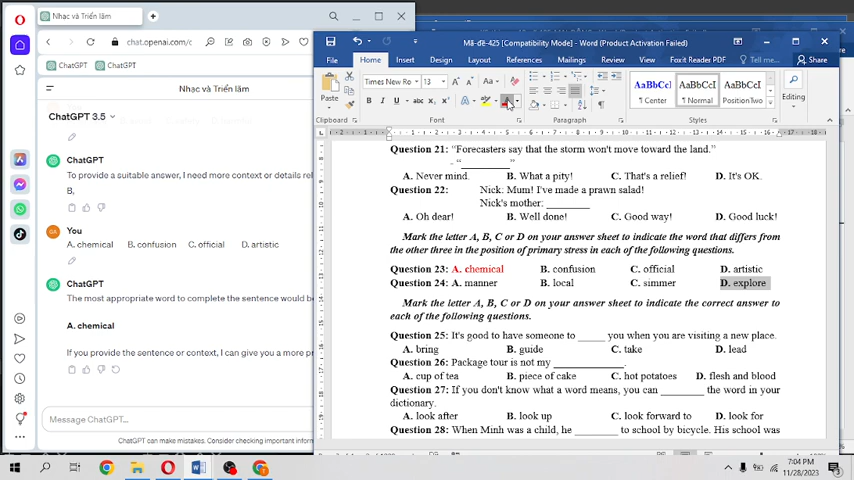 Nhạc và Triển lãm
chat.openai.com/c
ChatGPT
ChatGPT
Nhạc và Triển lãm
ChatGPT 3.5
ChatGPT
To provide a suitable answer, I need more context or details rel
B,
You
A. chemical B. confusion C. official D. artistic
ChatGPT
The most appropriate word to complete the sentence would be
A. chemical
If you provide the sentence or context, I can give you a more pr
Message ChatGPT...
ChatGPT can make mistakes. Consider checking important infor
Mã-đề-425 [Compatibility Mode] - Word (Product Activation Failed)
File Home Insert Design Layout References Mailings Review View Foxit Reader PDF Tell me... Share
Paste
Times New Ro 13
AaBbCc AaBbCcI AaBbCcI
¶ Center ¶ Normal PositionTwo
Editing
Clipboard Font Paragraph Styles
Question 21: “Forecasters say that the storm won't move toward the land.”
- “__________”
A. Never mind. B. What a pity! C. That's a relief! D. It's OK.
Question 22: Nick: Mum! I've made a prawn salad!
Nick's mother: ________
A. Oh dear! B. Well done! C. Good way! D. Good luck!
Mark the letter A, B, C or D on your answer sheet to indicate the word that differs from
the other three in the position of primary stress in each of the following questions.
Question 23: A. chemical B. confusion C. official D. artistic
Question 24: A. manner B. local C. simmer D. explore
Mark the letter A, B, C or D on your answer sheet to indicate the correct answer to
each of the following questions.
Question 25: It's good to have someone to _____ you when you are visiting a new place.
A. bring B. guide C. take D. lead
Question 26: Package tour is not my _____________.
A. cup of tea B. piece of cake C. hot potatoes D. flesh and blood
Question 27: If you don't know what a word means, you can ________ the word in your
dictionary.
A. look after B. look up C. look forward to D. look for
Question 28: When Minh was a child, he ________ to school by bicycle. His school was
7:04 PM
11/28/2023